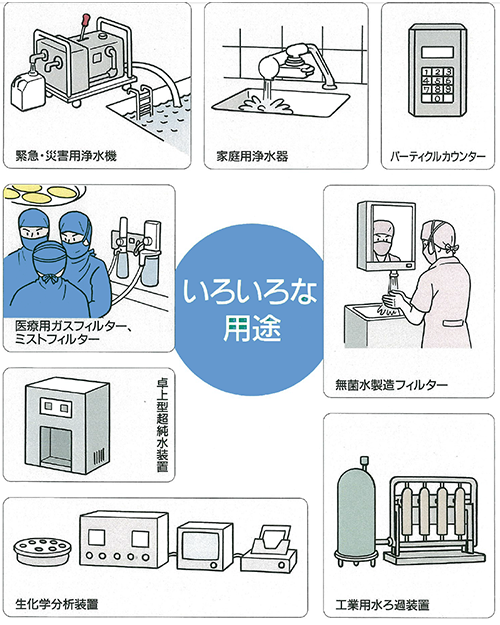 緊急・災害用浄水機
家庭用浄水器
1 2 3
4 5 6
7 8 9
0
パーティクルカウンター
医療用ガスフィルター、
ミストフィルター
いろいろな
用途
無菌水製造フィルター
卓上型超純水装置
生化学分析装置
工業用水ろ過装置